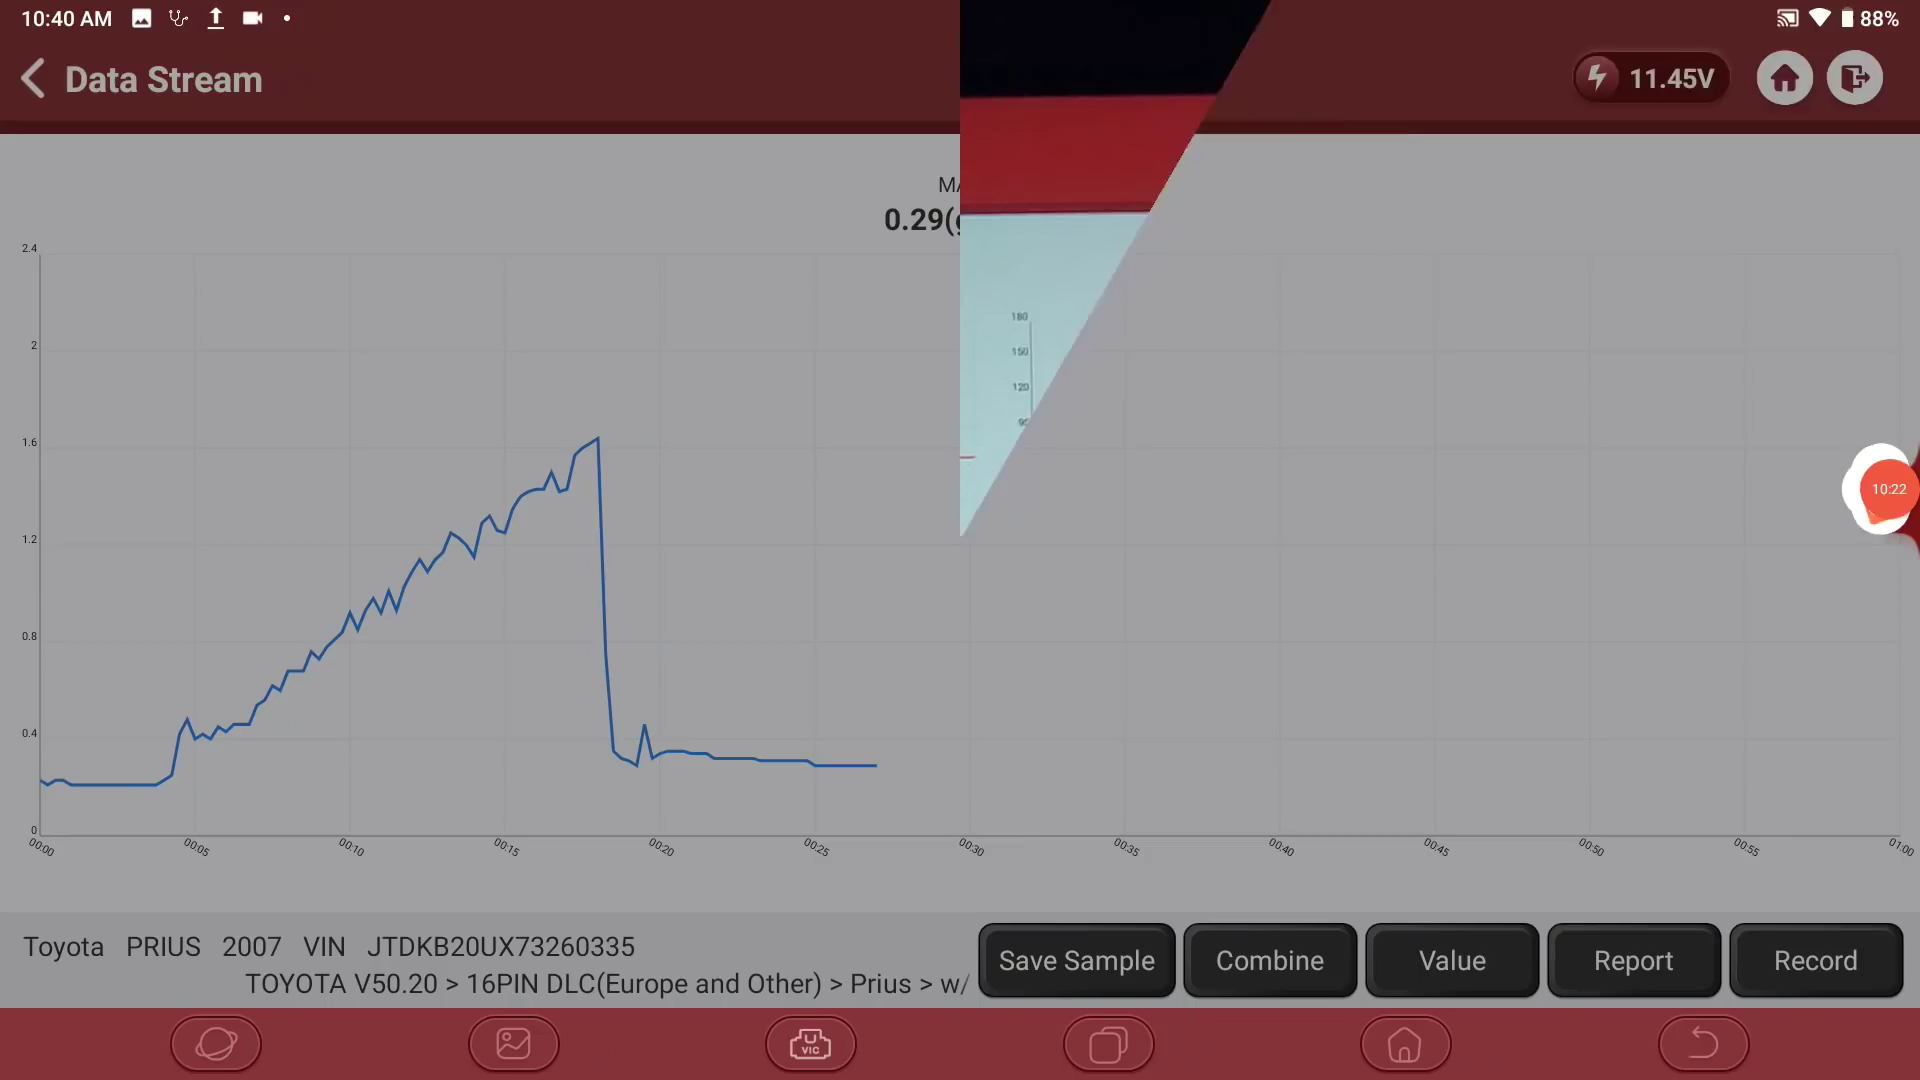 10:40 AM
88%
Data Stream
11.45V
0.29(
2.4
2
1.6
1.2
0.8
0.4
0
00:00 00:05 00:10 00:15 00:20 00:25 00:30 00:35 00:40 00:45 00:50 00:55 01:00
180
150
120
90
10:22
Toyota PRIUS 2007 VIN JTDKB20UX73260335
TOYOTA V50.20 > 16PIN DLC(Europe and Other) > Prius > w/
Save Sample
Combine
Value
Report
Record
U
VIC